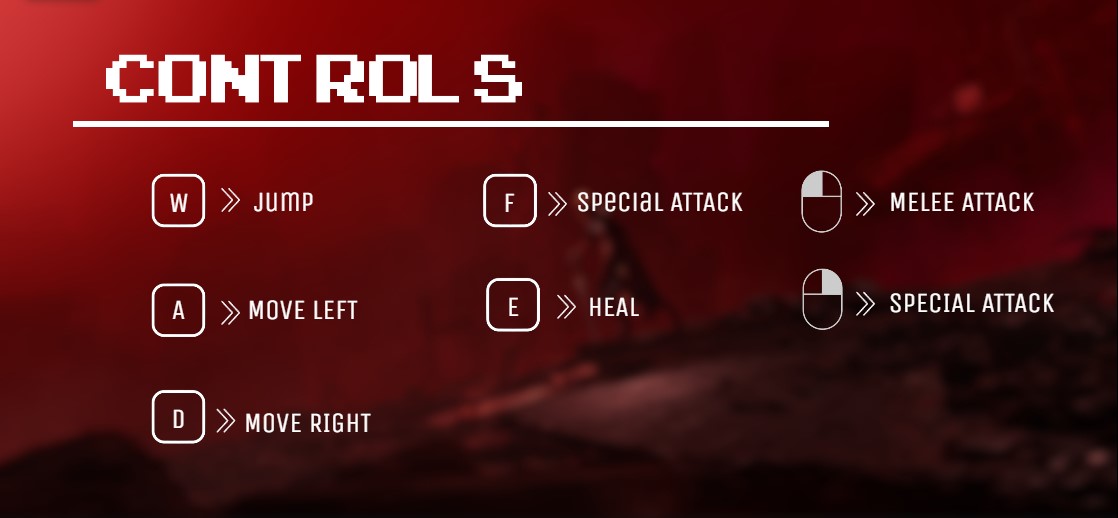 CONTROLS
W >> JumP
F >> SPeCIaL ATTACK
>> MELEE ATTACK
A >> MOVE LEFT
E >> HEAL
>> SPECIAL ATTACK
D >> MOVE RIGHT